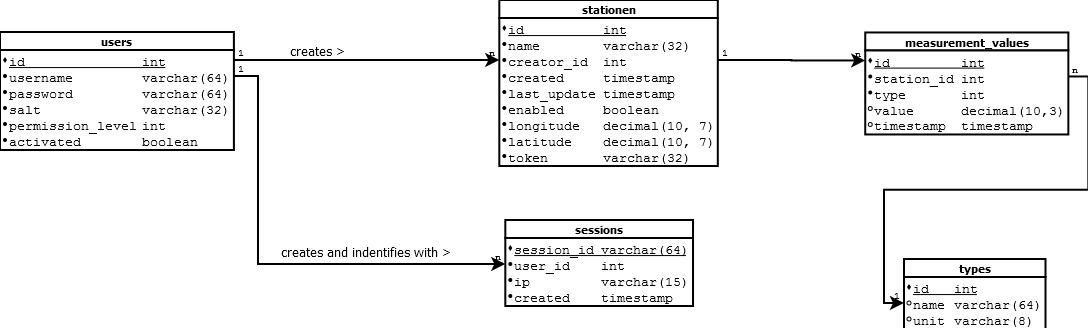 users
id int
username varchar(64)
password varchar(64)
salt varchar(32)
permission_level int
activated boolean
1
1
creates >
n
stationen
id int
name varchar(32)
creator_id int
created timestamp
last_update timestamp
enabled boolean
longitude decimal(10, 7)
latitude decimal(10, 7)
token varchar(32)
1
n
measurement_values
id int
station_id int
type int
value decimal(10,3)
timestamp timestamp
n
creates and indentifies with >
n
sessions
session_id varchar(64)
user_id int
ip varchar(15)
created timestamp
1
types
id int
name varchar(64)
unit varchar(8)